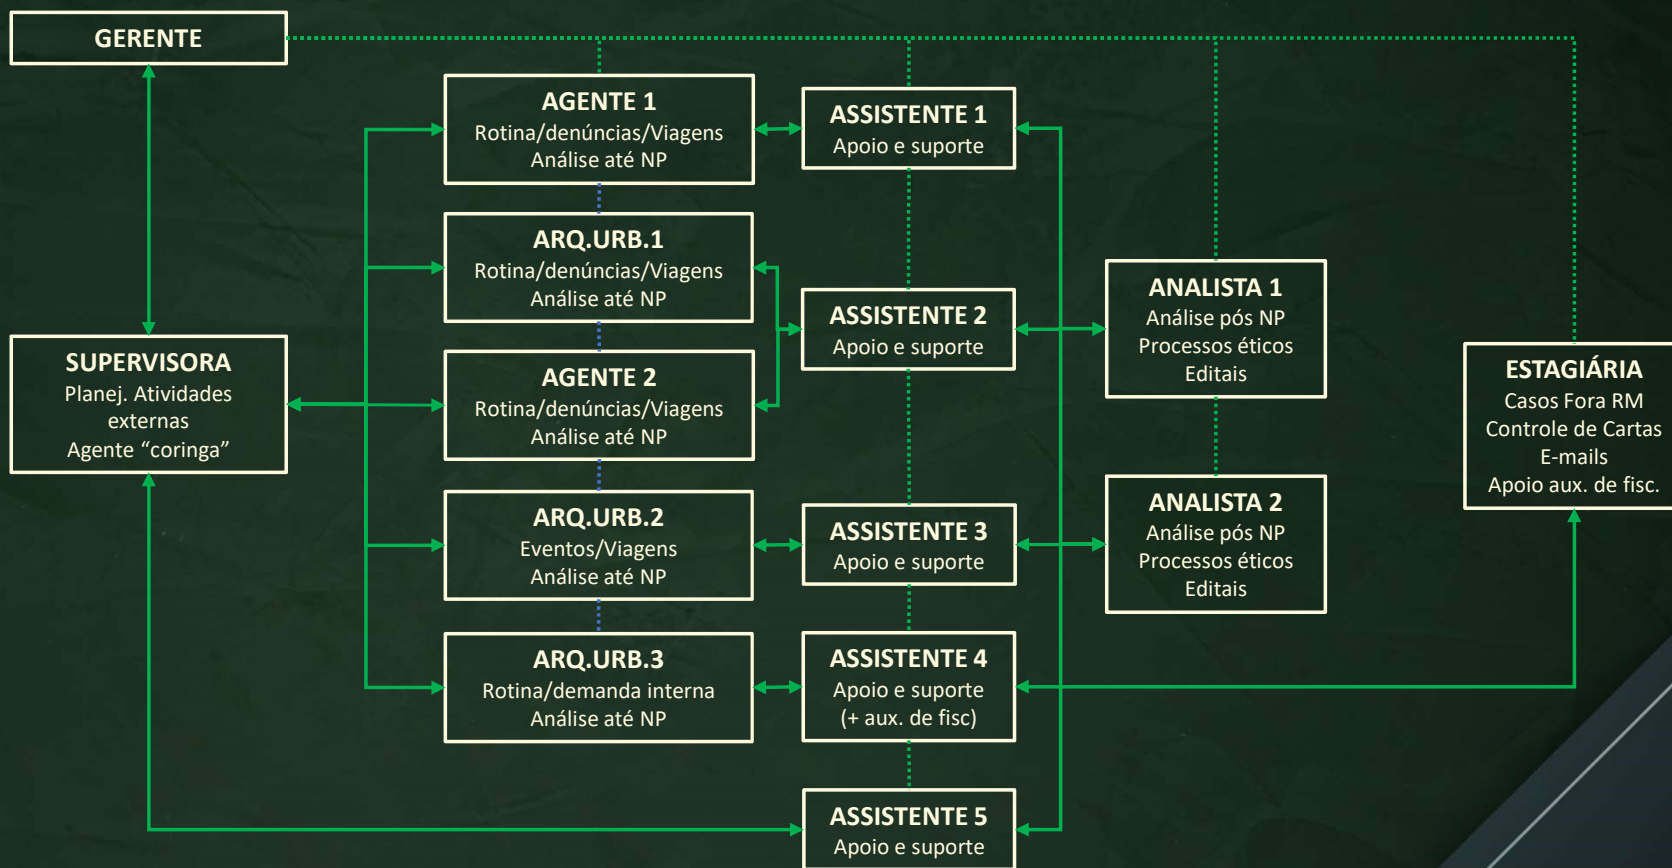 GERENTE
SUPERVISORA
Planej. Atividades
externas
Agente “coringa”
AGENTE 1
Rotina/denúncias/Viagens
Análise até NP
ARQ.URB.1
Rotina/denúncias/Viagens
Análise até NP
AGENTE 2
Rotina/denúncias/Viagens
Análise até NP
ARQ.URB.2
Eventos/Viagens
Análise até NP
ARQ.URB.3
Rotina/demanda interna
Análise até NP
ASSISTENTE 1
Apoio e suporte
ASSISTENTE 2
Apoio e suporte
ASSISTENTE 3
Apoio e suporte
ASSISTENTE 4
Apoio e suporte
(+ aux. de fisc)
ASSISTENTE 5
Apoio e suporte
ANALISTA 1
Análise pós NP
Processos éticos
Editais
ANALISTA 2
Análise pós NP
Processos éticos
Editais
ESTAGIÁRIA
Casos Fora RM
Controle de Cartas
E-mails
Apoio aux. de fisc.